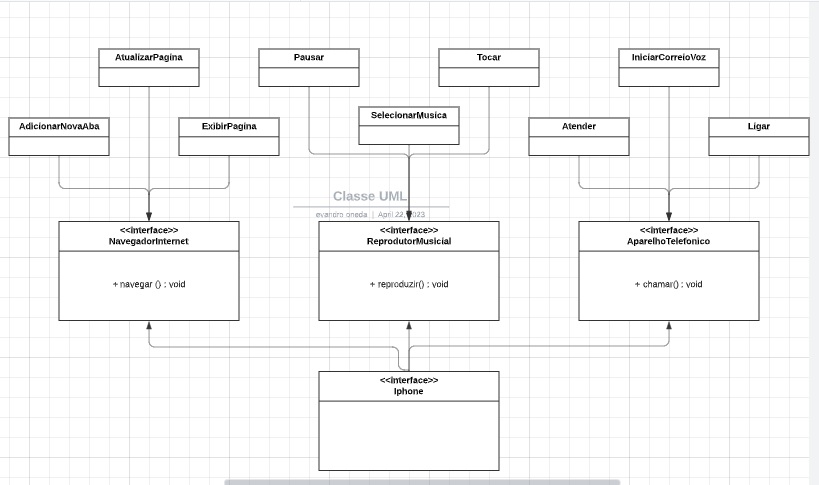 AtualizarPagina
Pausar
Tocar
IniciarCorreioVoz
SelecionarMusica
AdicionarNovaAba
ExibirPagina
Atender
Ligar
Classe UML
evandro oneda | April 22, 2023
<<interface>>
NavegadorInternet
+ navegar () : void
<<interface>>
ReprodutorMusicial
+ reproduzir() : void
<<interface>>
AparelhoTelefonico
+ chamar() : void
<<interface>>
Iphone